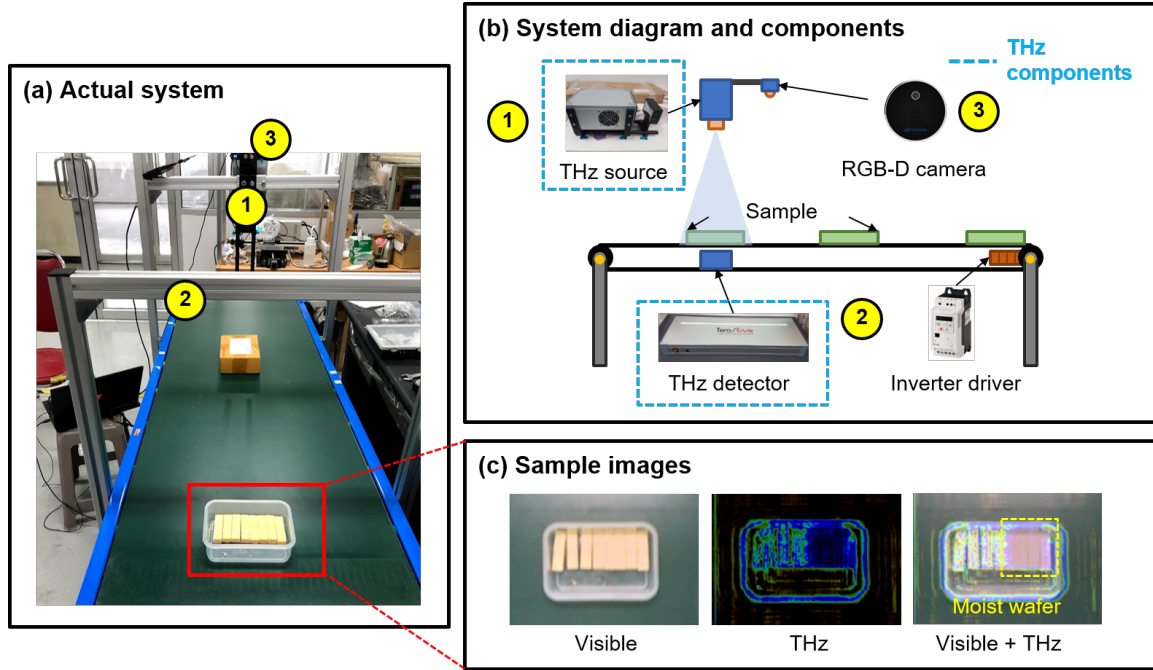 (a) Actual system
3
1
2
(b) System diagram and components
THz
components
1
THz source
3
RGB-D camera
Sample
2
TeraSense
THz detector
Inverter driver
(c) Sample images
Moist wafer
Visible
THz
Visible + THz